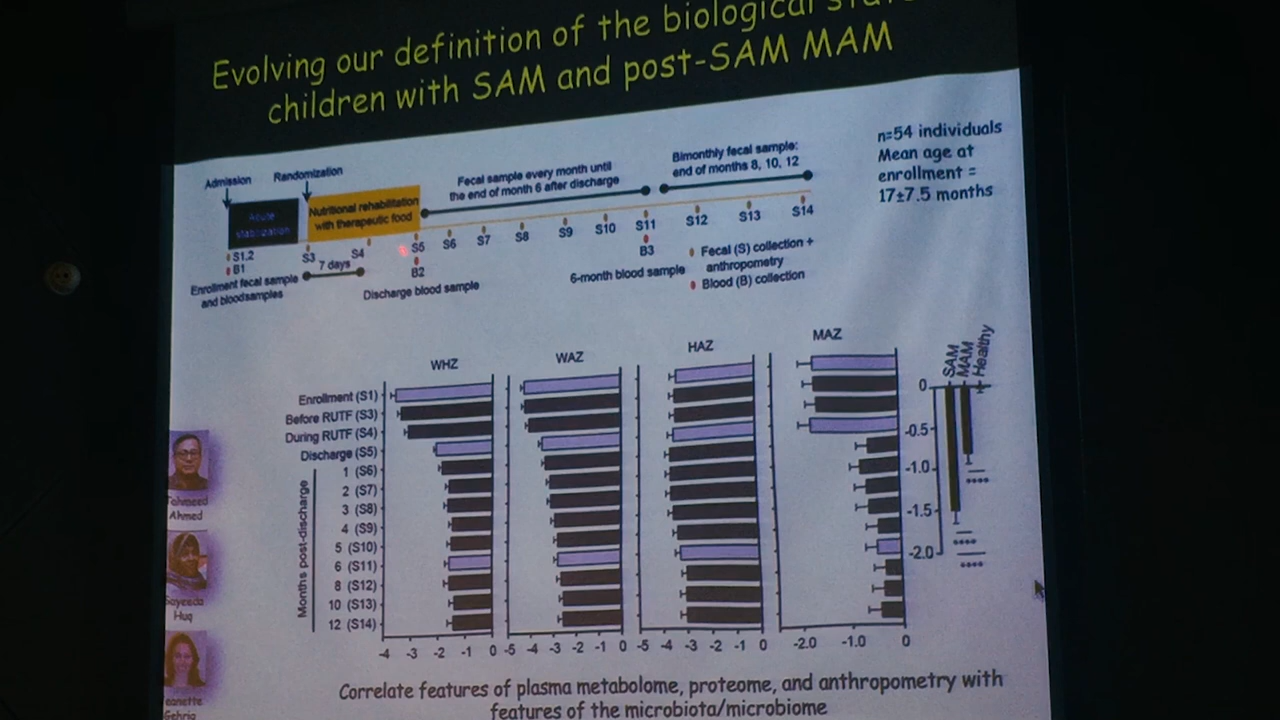 Evolving our definition of the biological
children with SAM and post-SAM MAM
n=54 individuals
Mean age at
enrollment =
17±7.5 months
Admission
Randomization
Acute
stabilization
Nutritional rehabilitation
with therapeutic food
Fecal sample every month until
the end of month 6 after discharge
Bimonthly fecal sample:
end of months 8, 10, 12
S1,2
B1
S3
S4
S5
B2
S6
S7
S8
S9
S10
S11
B3
S12
S13
S14
7 days
Enrollment fecal sample
and bloodsamples
Discharge blood sample
6-month blood sample
Fecal (S) collection +
anthropometry
Blood (B) collection
WHZ
WAZ
HAZ
MAZ
SAM
MAM
Healthy
Enrollment (S1)
Before RUTF (S3)
During RUTF (S4)
Discharge (S5)
1 (S6)
2 (S7)
3 (S8)
4 (S9)
5 (S10)
6 (S11)
8 (S12)
10 (S13)
12 (S14)
Months post-discharge
-4 -3 -2 -1 0
-5 -4 -3 -2 -1 0
-5 -4 -3 -2 -1 0
-2.0 -1.0 0
0
-0.5
-1.0
-1.5
-2.0
****
****
****
Tahmeed
Ahmed
Sayeeda
Huq
Correlate features of plasma metabolome, proteome, and anthropometry with
features of the microbiota/microbiome